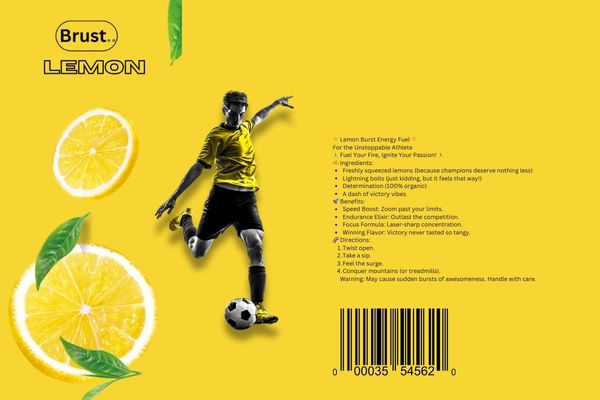 Brust..
LEMON
Lemon Burst Energy Fuel
For the Unstoppable Athlete
Fuel Your Fire, Ignite Your Passion!
Ingredients:
• Freshly squeezed lemons (because champions deserve nothing less)
• Lightning bolts (just kidding, but it feels that way!)
• Determination (100% organic)
• A dash of victory vibes
Benefits:
• Speed Boost: Zoom past your limits.
• Endurance Elixir: Outlast the competition.
• Focus Formula: Laser-sharp concentration.
• Winning Flavor: Victory never tasted so tangy.
Directions:
1. Twist open.
2. Take a sip.
3. Feel the surge.
4. Conquer mountains (or treadmills).
Warning: May cause sudden bursts of awesomeness. Handle with care.
0 00035 54562 0